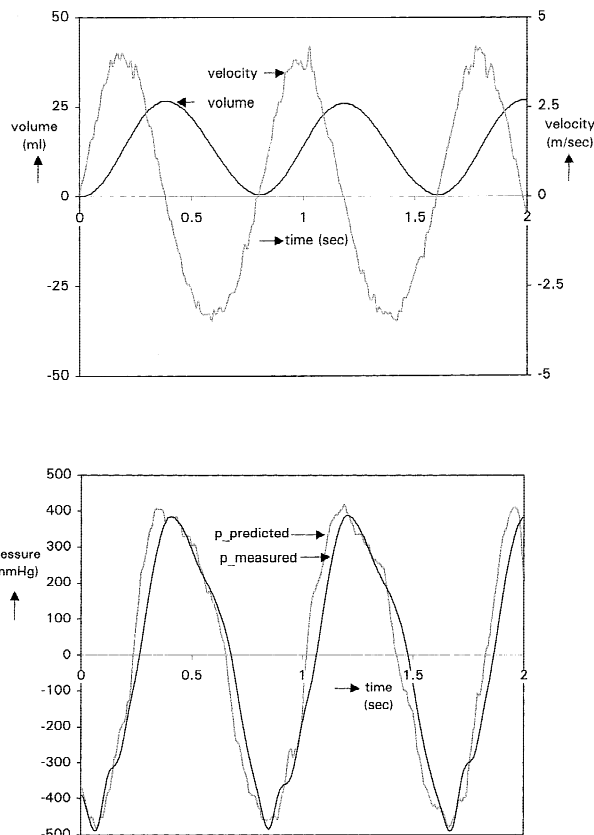 50
5
velocity
volume
25
2.5
volume
(ml)
velocity
(m/sec)
0
0
0
0.5
1
1.5
2
time (sec)
-25
-2.5
-50
-5
500
400
p_predicted
300
p_measured
essure
nmHg)
200
100
0
0
0.5
1
1.5
2
-100
time
(sec)
-200
-300
-400
-500